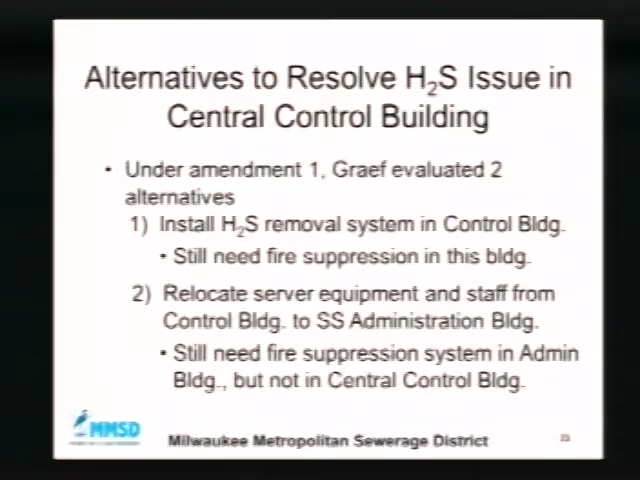 Alternatives to Resolve H₂S Issue in
Central Control Building
• Under amendment 1, Graef evaluated 2
alternatives
1) Install H₂S removal system in Control Bldg.
• Still need fire suppression in this bldg.
2) Relocate server equipment and staff from
Control Bldg. to SS Administration Bldg.
• Still need fire suppression system in Admin
Bldg., but not in Central Control Bldg.
MMSD
Milwaukee Metropolitan Sewerage District